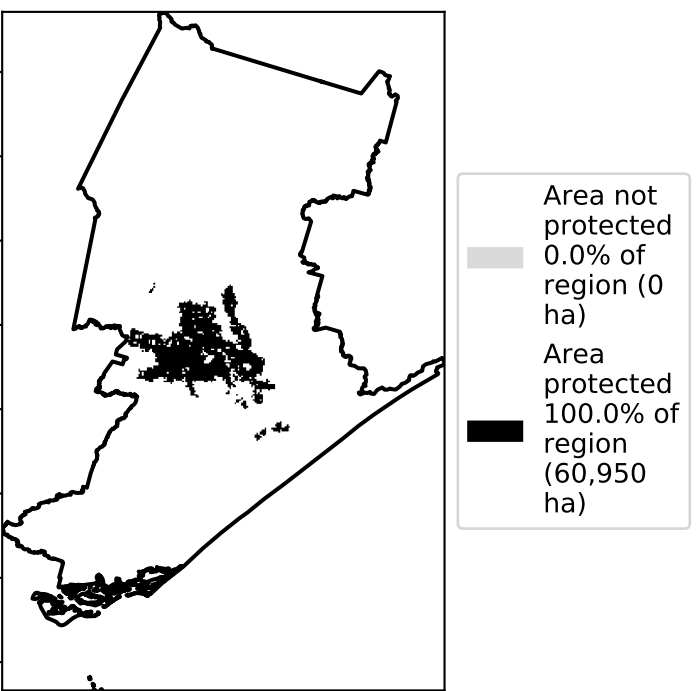 Area not
protected
0.0% of
region (0
ha)
Area
protected
100.0% of
region
(60,950
ha)